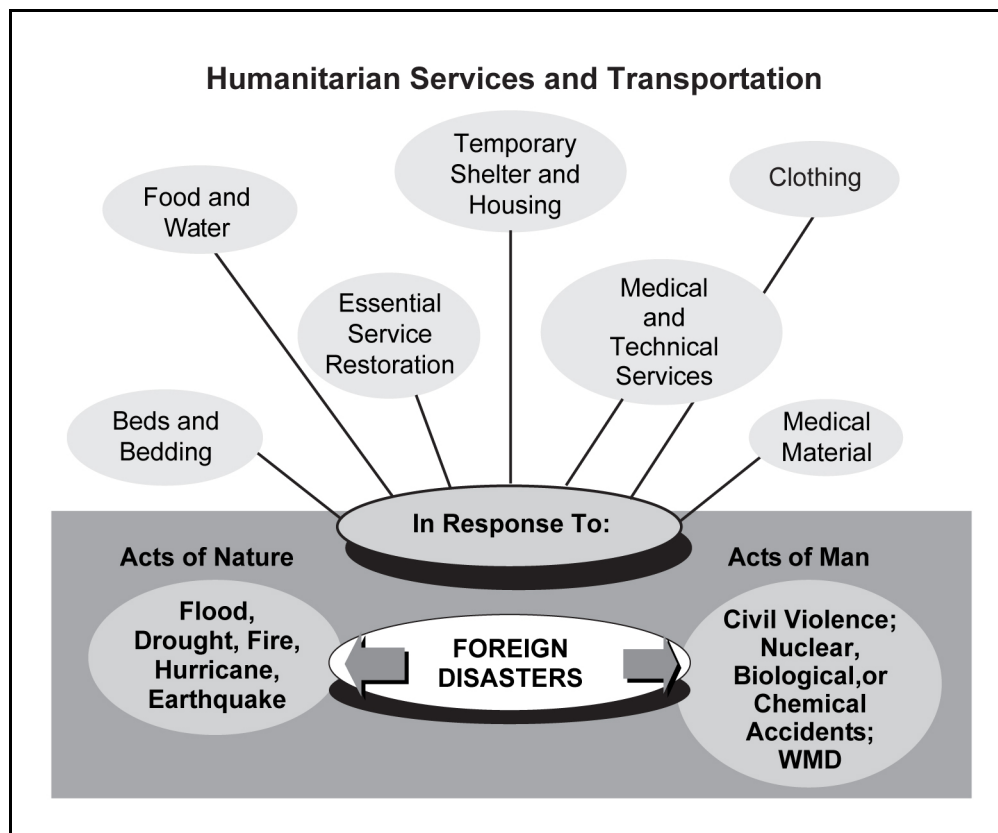 Humanitarian Services and Transportation
Temporary
Shelter and
Housing
Clothing
Food and
Water
Essential
Service
Restoration
Medical
and
Technical
Services
Beds and
Bedding
Medical
Material
In Response To:
Acts of Nature
Acts of Man
Flood,
Drought, Fire,
Hurricane,
Earthquake
FOREIGN
DISASTERS
Civil Violence;
Nuclear,
Biological,or
Chemical
Accidents;
WMD